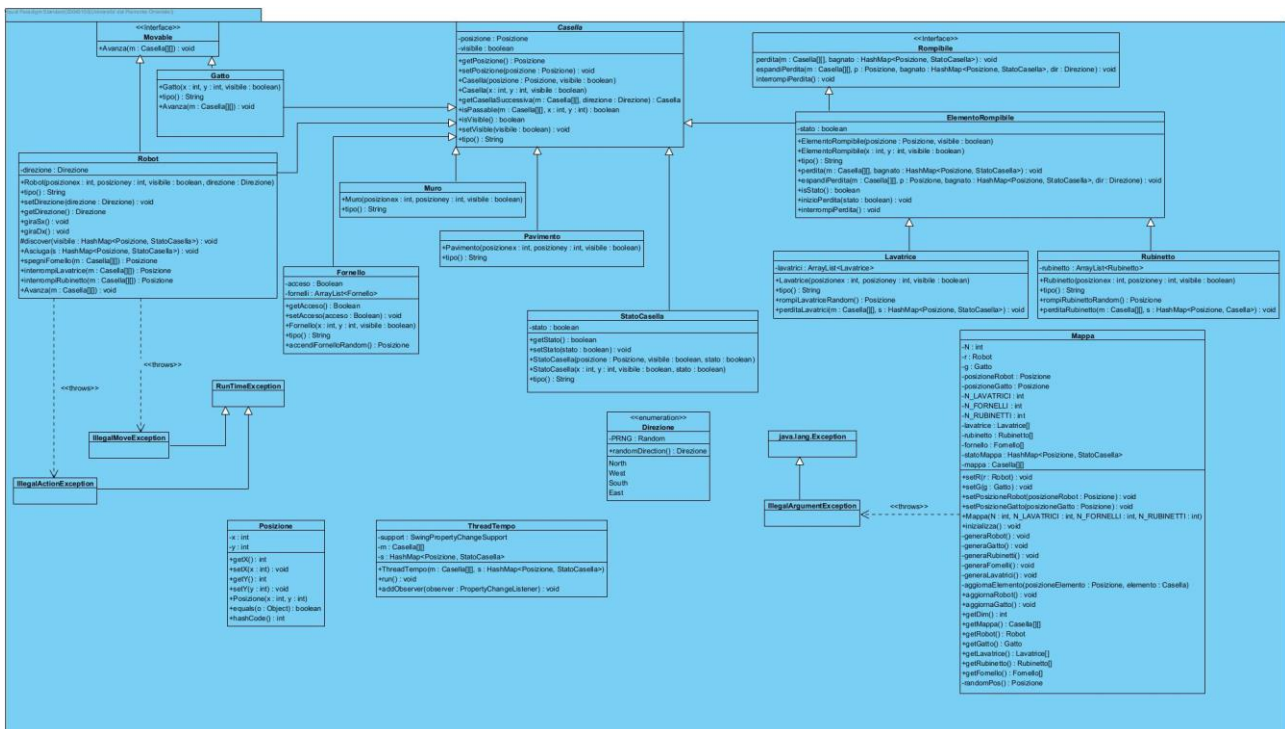 <<Interface>>
Movable
+Avanza(m : Casella[][]) : void
Gatto
+Gatto(x : int, y : int, visibile : boolean)
+tipo() : String
+Avanza(m : Casella[][]) : void
Robot
-direzione : Direzione
+Robot(posizionex : int, posizioney : int, visibile : boolean, direzione : Direzione)
+tipo() : String
+setDirezione(direzione : Direzione) : void
+getDirezione() : Direzione
+giraSx() : void
+giraDx() : void
#discover(visibile : HashMap<Posizione, StatoCasella>) : void
+Asciuga(s : HashMap<Posizione, StatoCasella>) : void
+spegniFornello(m : Casella[][]) : Posizione
+interrompiLavatrice(m : Casella[][]) : Posizione
+interrompiRubinetto(m : Casella[][]) : Posizione
+Avanza(m : Casella[][]) : void
Casella
-posizione : Posizione
-visibile : boolean
+getPosizione() : Posizione
+setPosizione(posizione : Posizione) : void
+Casella(posizione : Posizione, visibile : boolean)
+Casella(x : int, y : int, visibile : boolean)
+getCasellaSuccessiva(m : Casella[][], direzione : Direzione) : Casella
+isPassable(m : Casella[][], x : int, y : int) : boolean
+isVisible() : boolean
+setVisible(visibile : boolean) : void
+tipo() : String
<<Interface>>
Rompibile
perdita(m : Casella[][], bagnato : HashMap<Posizione, StatoCasella>) : void
espandiPerdita(m : Casella[][], p : Posizione, bagnato : HashMap<Posizione, StatoCasella>, dir : Direzione) : void
interrompiPerdita() : void
ElementoRompibile
-stato : boolean
+ElementoRompibile(posizione : Posizione, visibile : boolean)
+ElementoRompibile(x : int, y : int, visibile : boolean)
+tipo() : String
+perdita(m : Casella[][], bagnato : HashMap<Posizione, StatoCasella>) : void
+espandiPerdita(m : Casella[][], p : Posizione, bagnato : HashMap<Posizione, StatoCasella>, dir : Direzione) : void
+isStato() : boolean
+inizioPerdita(stato : boolean) : void
+interrompiPerdita() : void
Muro
+Muro(posizionex : int, posizioney : int, visibile : boolean)
+tipo() : String
Pavimento
+Pavimento(posizionex : int, posizioney : int, visibile : boolean)
+tipo() : String
Fornello
-acceso : Boolean
-fornelli : ArrayList<Fornello>
+getAcceso() : Boolean
+setAcceso(acceso : Boolean) : void
+Fornello(x : int, y : int, visibile : boolean)
+tipo() : String
+accendiFornelloRandom() : Posizione
StatoCasella
-stato : boolean
+getStato() : boolean
+setStato(stato : boolean) : void
+StatoCasella(posizione : Posizione, visibile : boolean, stato : boolean)
+StatoCasella(x : int, y : int, visibile : boolean, stato : boolean)
+tipo() : String
Lavatrice
-lavatrici : ArrayList<Lavatrice>
+Lavatrice(posizionex : int, posizioney : int, visibile : boolean)
+tipo() : String
+rompiLavatriceRandom() : Posizione
+perditaLavatrici(m : Casella[][], s : HashMap<Posizione, StatoCasella>) : void
Rubinetto
-rubinetto : ArrayList<Rubinetto>
+Rubinetto(posizionex : int, posizioney : int, visibile : boolean)
+tipo() : String
+rompiRubinettoRandom() : Posizione
+perditaRubinetto(m : Casella[][], s : HashMap<Posizione, Casella>) : void
<<throws>>
<<throws>>
RunTimeException
IllegalMoveException
IllegalActionException
<<enumeration>>
Direzione
-PRNG : Random
+randomDirection() : Direzione
North
West
South
East
java.lang.Exception
IllegalArgumentException
<<throws>>
Mappa
-N : int
-r : Robot
-g : Gatto
-posizioneRobot : Posizione
-posizioneGatto : Posizione
-N_LAVATRICI : int
-N_FORNELLI : int
-N_RUBINETTI : int
-lavatrice : Lavatrice[]
-rubinetto : Rubinetto[]
-fornello : Fornello[]
-statoMappa : HashMap<Posizione, StatoCasella>
-mappa : Casella[][]
+setR(r : Robot) : void
+setG(g : Gatto) : void
+setPosizioneRobot(posizioneRobot : Posizione) : void
+setPosizioneGatto(posizioneGatto : Posizione) : void
+Mappa(N : int, N_LAVATRICI : int, N_FORNELLI : int, N_RUBINETTI : int)
+inizializza() : void
-generaRobot() : void
-generaGatto() : void
-generaRubinetti() : void
-generaFornelli() : void
-generaLavatrici() : void
-aggiornaElemento(posizioneElemento : Posizione, elemento : Casella)
+aggiornaRobot() : void
+aggiornaGatto() : void
+getDim() : int
+getMappa() : Casella[][]
+getRobot() : Robot
+getGatto() : Gatto
+getLavatrice() : Lavatrice[]
+getRubinetto() : Rubinetto[]
+getFornello() : Fornello[]
-randomPos() : Posizione
Posizione
-x : int
-y : int
+getX() : int
+setX(x : int) : void
+getY() : int
+setY(y : int) : void
+Posizione(x : int, y : int)
+equals(o : Object) : boolean
+hashCode() : int
ThreadTempo
-support : SwingPropertyChangeSupport
-m : Casella[][]
-s : HashMap<Posizione, StatoCasella>
+ThreadTempo(m : Casella[][], s : HashMap<Posizione, StatoCasella>)
+run() : void
+addObserver(observer : PropertyChangeListener) : void